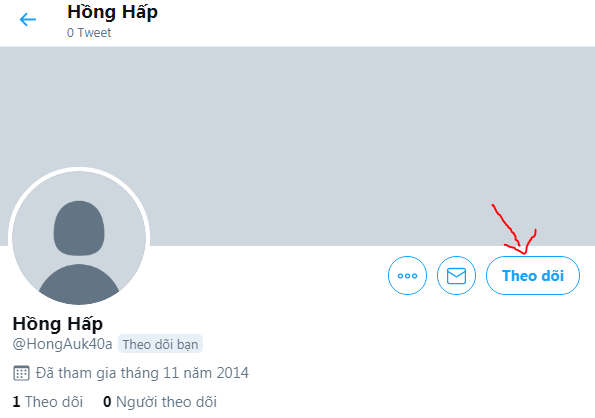 Hồng Hấp
0 Tweet
Theo dõi
Hồng Hấp
@HongAuk40a Theo dõi bạn
Đã tham gia tháng 11 năm 2014
1 Theo dõi 0 Người theo dõi